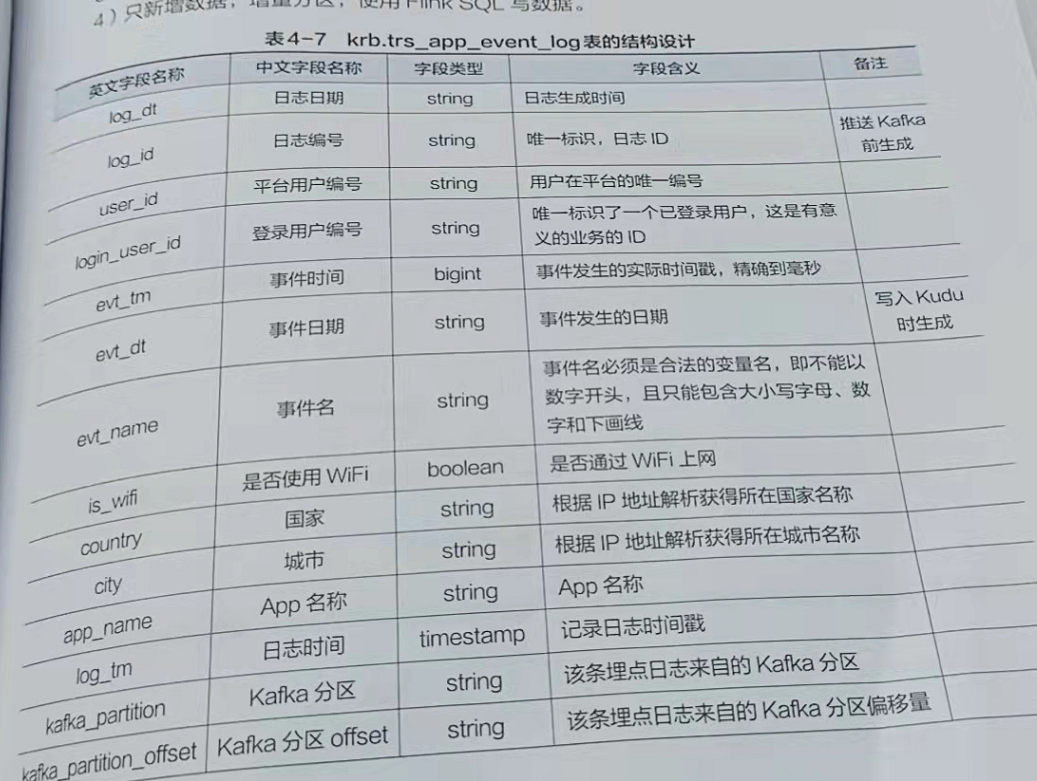 4）只新增数据，增量分区，使用 Flink SQL 写数据。
表4-7 krb.trs_app_event_log表的结构设计
英文字段名称 中文字段名称 字段类型 字段含义 备注
log_dt 日志日期 string 日志生成时间
log_id 日志编号 string 唯一标识，日志 ID 推送 Kafka
前生成
user_id 平台用户编号 string 用户在平台的唯一编号
login_user_id 登录用户编号 string 唯一标识了一个已登录用户，这是有意
义的业务的 ID
evt_tm 事件时间 bigint 事件发生的实际时间戳，精确到毫秒
evt_dt 事件日期 string 事件发生的日期 写入 Kudu
时生成
evt_name 事件名 string 事件名必须是合法的变量名，即不能以
数字开头，且只能包含大小写字母、数
字和下画线
is_wifi 是否使用 WiFi boolean 是否通过 WiFi 上网
country 国家 string 根据 IP 地址解析获得所在国家名称
city 城市 string 根据 IP 地址解析获得所在城市名称
app_name App 名称 string App 名称
log_tm 日志时间 timestamp 记录日志时间戳
kafka_partition Kafka 分区 string 该条埋点日志来自的 Kafka 分区
kafka_partition_offset Kafka 分区 offset string 该条埋点日志来自的 Kafka 分区偏移量